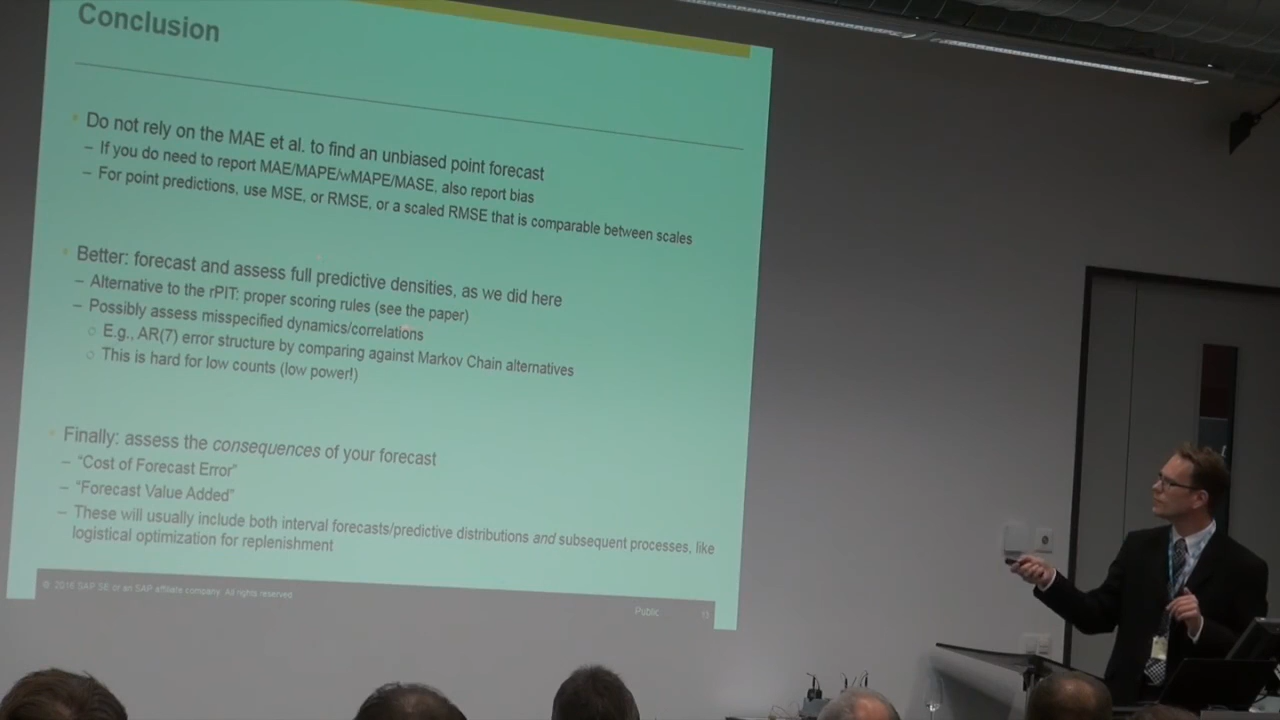 Conclusion
Do not rely on the MAE et al. to find an unbiased point forecast
– If you do need to report MAE/MAPE/wMAPE/MASE, also report bias
– For point predictions, use MSE, or RMSE, or a scaled RMSE that is comparable between scales
Better: forecast and assess full predictive densities, as we did here
– Alternative to the rPIT: proper scoring rules (see the paper)
– Possibly assess misspecified dynamics/correlations
○ E.g., AR(7) error structure by comparing against Markov Chain alternatives
○ This is hard for low counts (low power!)
Finally: assess the consequences of your forecast
– "Cost of Forecast Error"
– "Forecast Value Added"
– These will usually include both interval forecasts/predictive distributions and subsequent processes, like
logistical optimization for replenishment
© 2016 SAP SE or an SAP affiliate company. All rights reserved.
Public
15